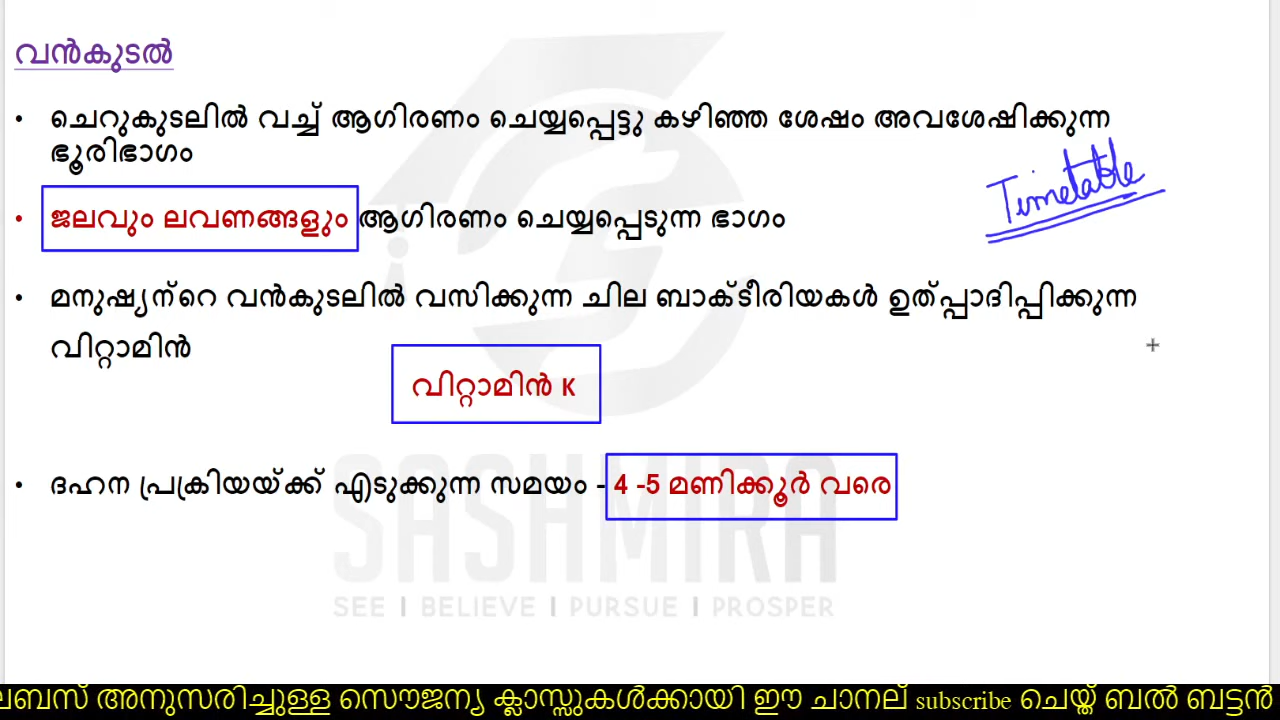 വൻകുടൽ
• ചെറുകുടലിൽ വച്ച് ആഗിരണം ചെയ്യപ്പെട്ടു കഴിഞ്ഞ ശേഷം അവശേഷിക്കുന്ന
ഭൂരിഭാഗം
Timetable
• ജലവും ലവണങ്ങളും ആഗിരണം ചെയ്യപ്പെടുന്ന ഭാഗം
• മനുഷ്യന്റെ വൻകുടലിൽ വസിക്കുന്ന ചില ബാക്ടീരിയകൾ ഉത്പ്പാദിപ്പിക്കുന്ന
വിറ്റാമിൻ
വിറ്റാമിൻ K
• ദഹന പ്രക്രിയയ്ക്ക് എടുക്കുന്ന സമയം - 4 -5 മണിക്കൂർ വരെ
SASHMIRA
SEE | BELIEVE | PURSUE | PROSPER
ലബസ് അനുസരിച്ചുള്ള സൌജന്യ ക്ലാസ്സുകൾക്കായി ഈ ചാനല് subscribe ചെയ്ത് ബൽ ബട്ടൻ